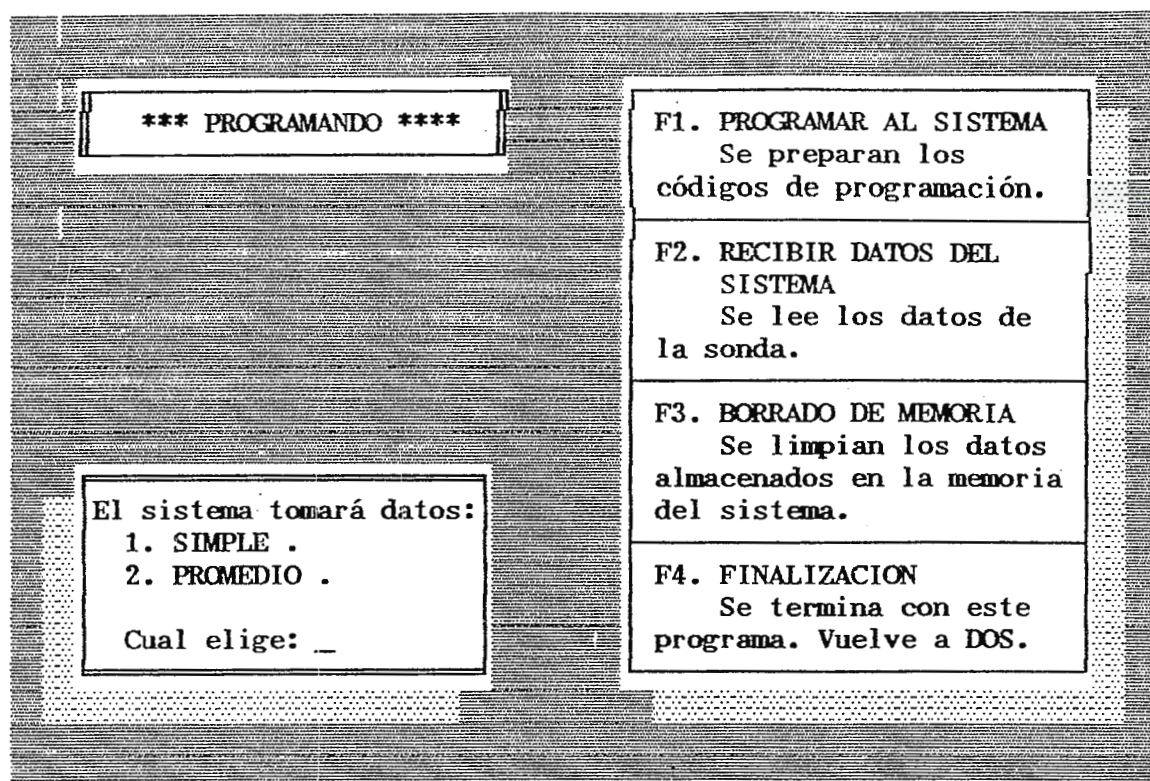 *** PROGRAMANDO ****
F1. PROGRAMAR AL SISTEMA
Se preparan los
códigos de programación.
F2. RECIBIR DATOS DEL
SISTEMA
Se lee los datos de
la sonda.
F3. BORRADO DE MEMORIA
Se limpian los datos
almacenados en la memoria
del sistema.
F4. FINALIZACION
Se termina con este
programa. Vuelve a DOS.
El sistema tomará datos:
1. SIMPLE .
2. PROMEDIO .
Cual elige: _